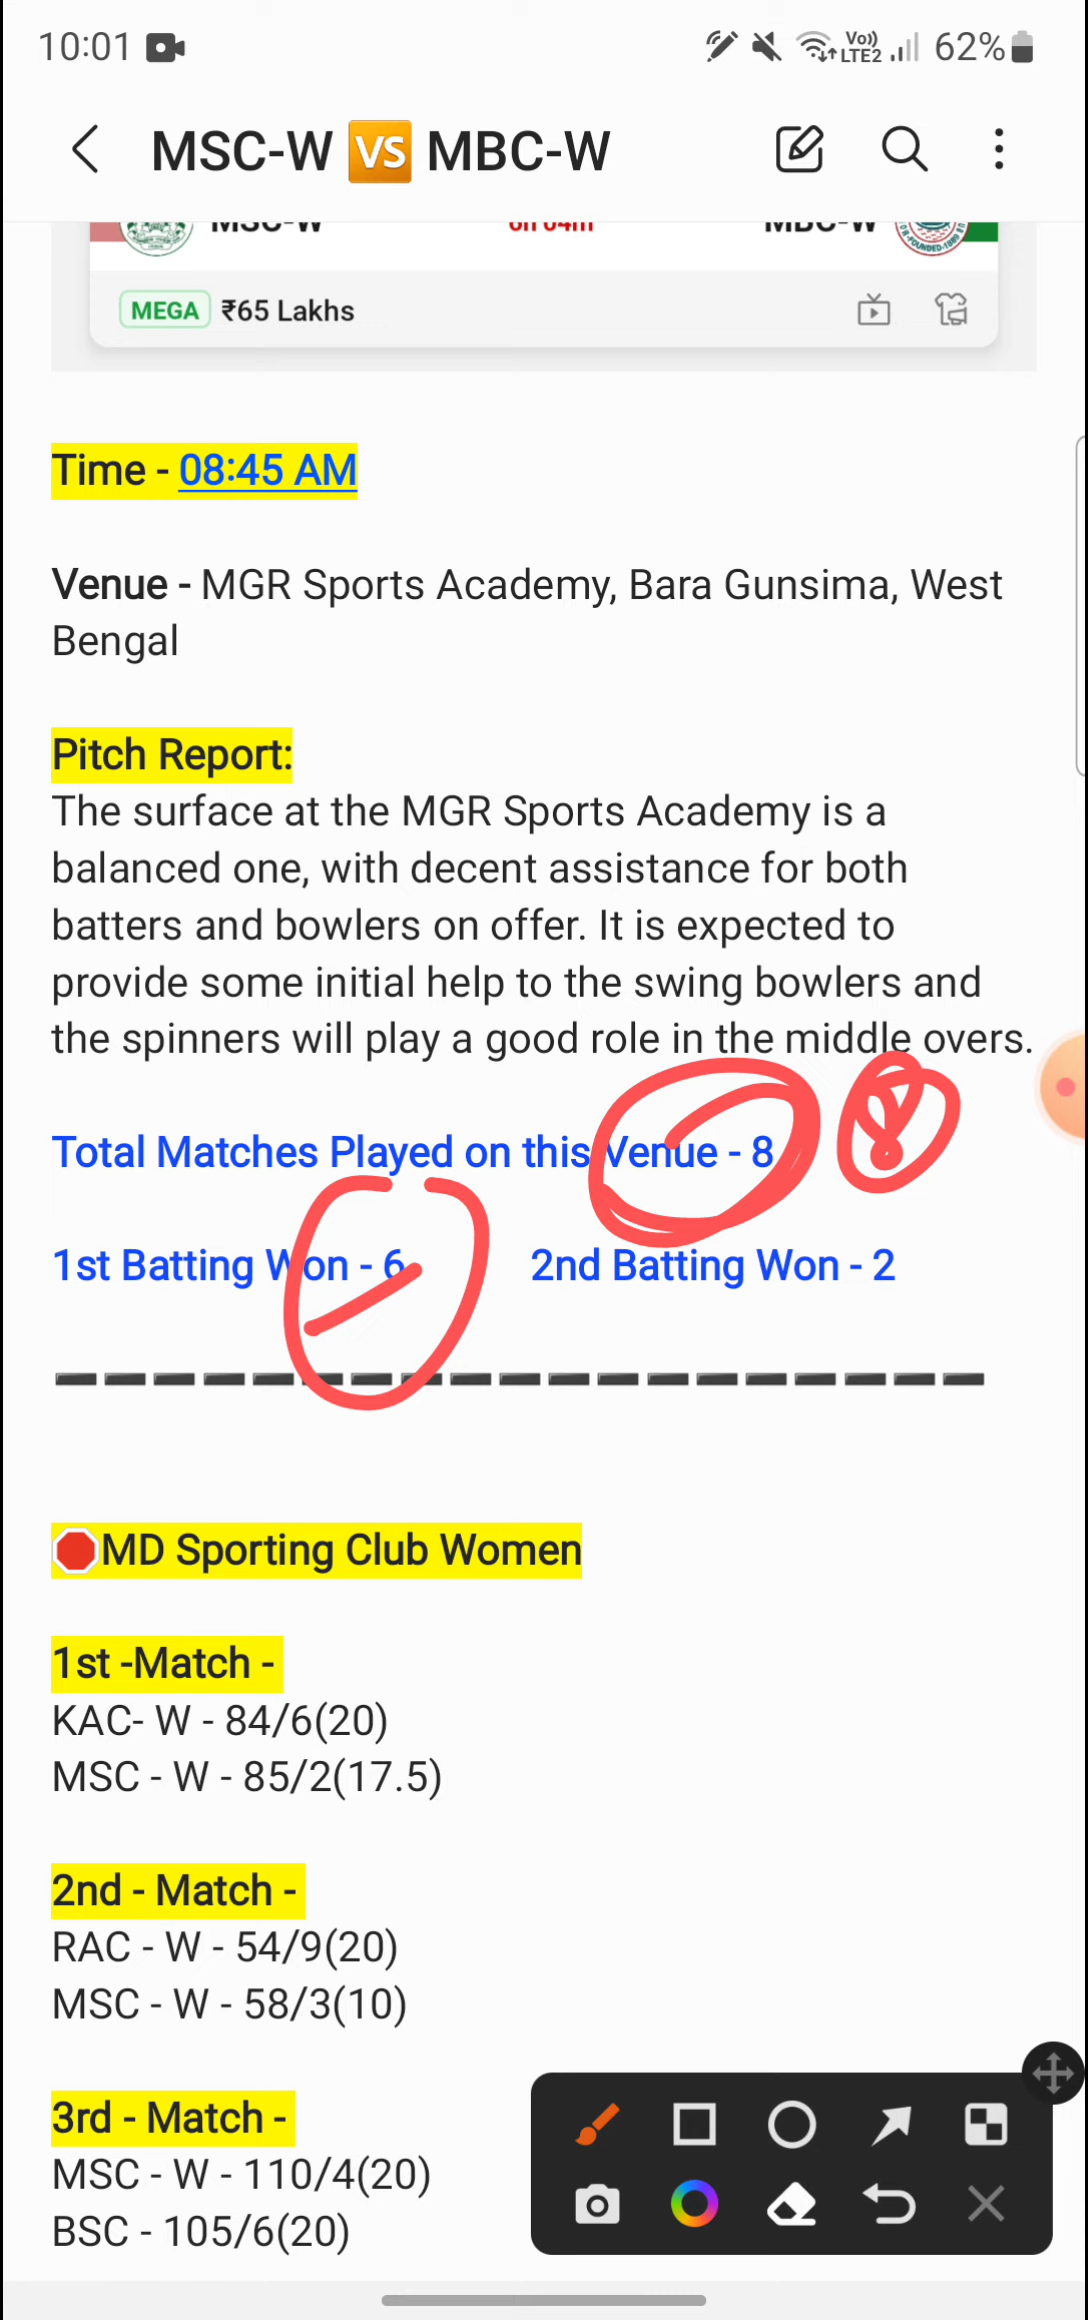 10:01 Vo)) LTE2 62%
MSC-W VS MBC-W
MSC-W MBC-W
MEGA ₹65 Lakhs
Time - 08:45 AM
Venue - MGR Sports Academy, Bara Gunsima, West
Bengal
Pitch Report:
The surface at the MGR Sports Academy is a
balanced one, with decent assistance for both
batters and bowlers on offer. It is expected to
provide some initial help to the swing bowlers and
the spinners will play a good role in the middle overs.
Total Matches Played on this Venue - 8
8
1st Batting Won - 6 2nd Batting Won - 2
MD Sporting Club Women
1st -Match -
KAC- W - 84/6(20)
MSC - W - 85/2(17.5)
2nd - Match -
RAC - W - 54/9(20)
MSC - W - 58/3(10)
3rd - Match -
MSC - W - 110/4(20)
BSC - 105/6(20)